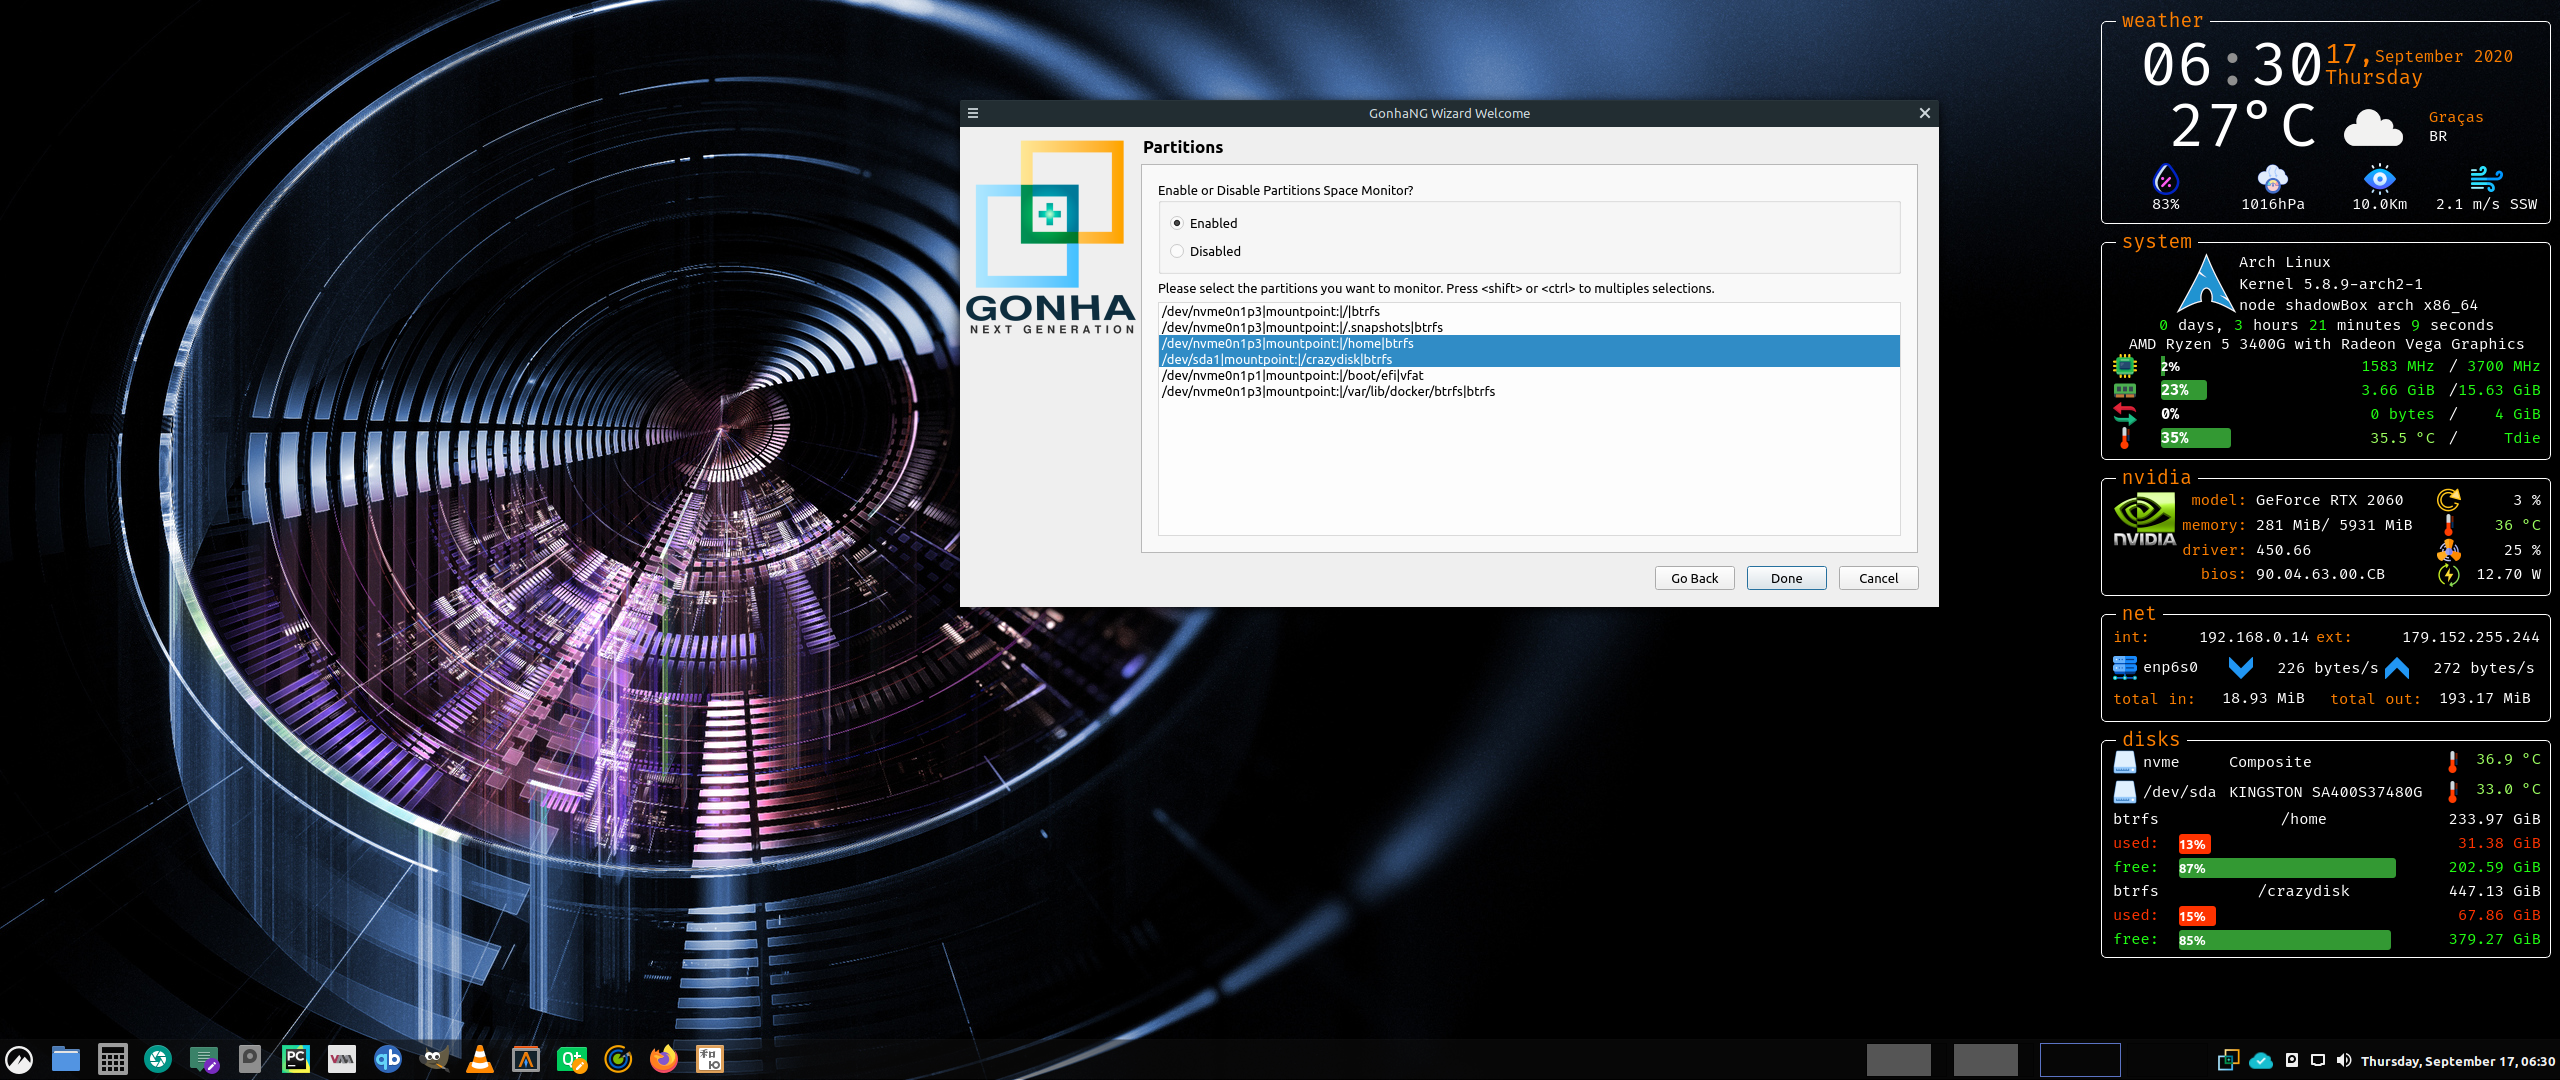 GonhaNG Wizard Welcome
GONHA
NEXT GENERATION
Partitions
Enable or Disable Partitions Space Monitor?
Enabled
Disabled
Please select the partitions you want to monitor. Press <shift> or <ctrl> to multiples selections.
/dev/nvme0n1p3|mountpoint:|/|btrfs
/dev/nvme0n1p3|mountpoint:|/.snapshots|btrfs
/dev/nvme0n1p3|mountpoint:|/home|btrfs
/dev/sda1|mountpoint:|/crazydisk|btrfs
/dev/nvme0n1p1|mountpoint:|/boot/efi|vfat
/dev/nvme0n1p3|mountpoint:|/var/lib/docker/btrfs|btrfs
Go Back Done Cancel
weather
06:30 17, September 2020
Thursday
27°C Graças
BR
83% 1016hPa 10.0Km 2.1 m/s SSW
system
Arch Linux
Kernel 5.8.9-arch2-1
node shadowBox arch x86_64
0 days, 3 hours 21 minutes 9 seconds
AMD Ryzen 5 3400G with Radeon Vega Graphics
2% 1583 MHz / 3700 MHz
23% 3.66 GiB /15.63 GiB
0% 0 bytes / 4 GiB
35% 35.5 °C / Tdie
nvidia
model: GeForce RTX 2060 3 %
memory: 281 MiB/ 5931 MiB 36 °C
NVIDIA
driver: 450.66 25 %
bios: 90.04.63.00.CB 12.70 W
net
int: 192.168.0.14 ext: 179.152.255.244
enp6s0 226 bytes/s 272 bytes/s
total in: 18.93 MiB total out: 193.17 MiB
disks
nvme Composite 36.9 °C
/dev/sda KINGSTON SA400S37480G 33.0 °C
btrfs /home 233.97 GiB
used: 13% 31.38 GiB
free: 87% 202.59 GiB
btrfs /crazydisk 447.13 GiB
used: 15% 67.86 GiB
free: 85% 379.27 GiB
PC qb Qt
Thursday, September 17, 06:30